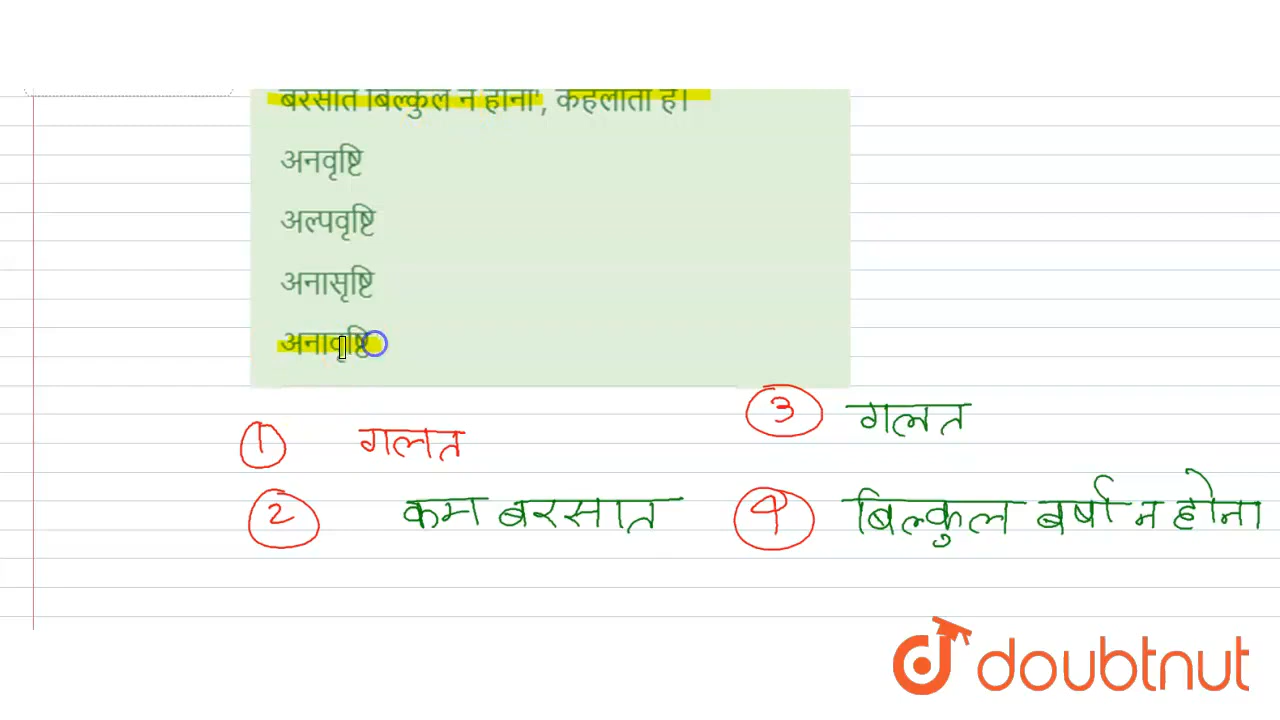 बरसात बिल्कुल न होना', कहलाता है।
अनवृष्टि
अल्पवृष्टि
अनासृष्टि
अनावृष्टि
1 गलत
3 गलत
2 कम बरसात
4 बिल्कुल बर्षा न होना
doubtnut